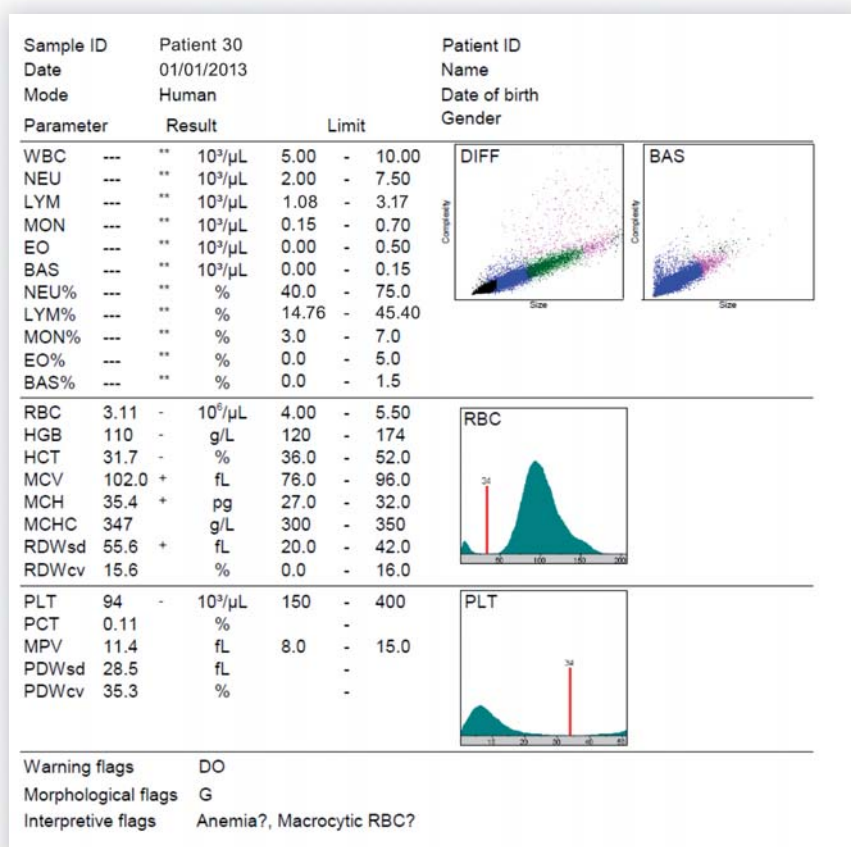 Sample ID Patient 30 Patient ID
Date 01/01/2013 Name
Mode Human Date of birth
Parameter Result Limit Gender
WBC --- ** 10³/µL 5.00 - 10.00
NEU --- ** 10³/µL 2.00 - 7.50
LYM --- ** 10³/µL 1.08 - 3.17
MON --- ** 10³/µL 0.15 - 0.70
EO --- ** 10³/µL 0.00 - 0.50
BAS --- ** 10³/µL 0.00 - 0.15
NEU% --- ** % 40.0 - 75.0
LYM% --- ** % 14.76 - 45.40
MON% --- ** % 3.0 - 7.0
EO% --- ** % 0.0 - 5.0
BAS% --- ** % 0.0 - 1.5
DIFF
Complexity
Size
BAS
Complexity
Size
RBC 3.11 - 10⁶/µL 4.00 - 5.50
HGB 110 - g/L 120 - 174
HCT 31.7 - % 36.0 - 52.0
MCV 102.0 + fL 76.0 - 96.0
MCH 35.4 + pg 27.0 - 32.0
MCHC 347 g/L 300 - 350
RDWsd 55.6 + fL 20.0 - 42.0
RDWcv 15.6 % 0.0 - 16.0
RBC
34
50 100 150 200
PLT 94 - 10³/µL 150 - 400
PCT 0.11 % -
MPV 11.4 fL 8.0 - 15.0
PDWsd 28.5 fL -
PDWcv 35.3 % -
PLT
34
10 20 30 40 50
Warning flags DO
Morphological flags G
Interpretive flags Anemia?, Macrocytic RBC?